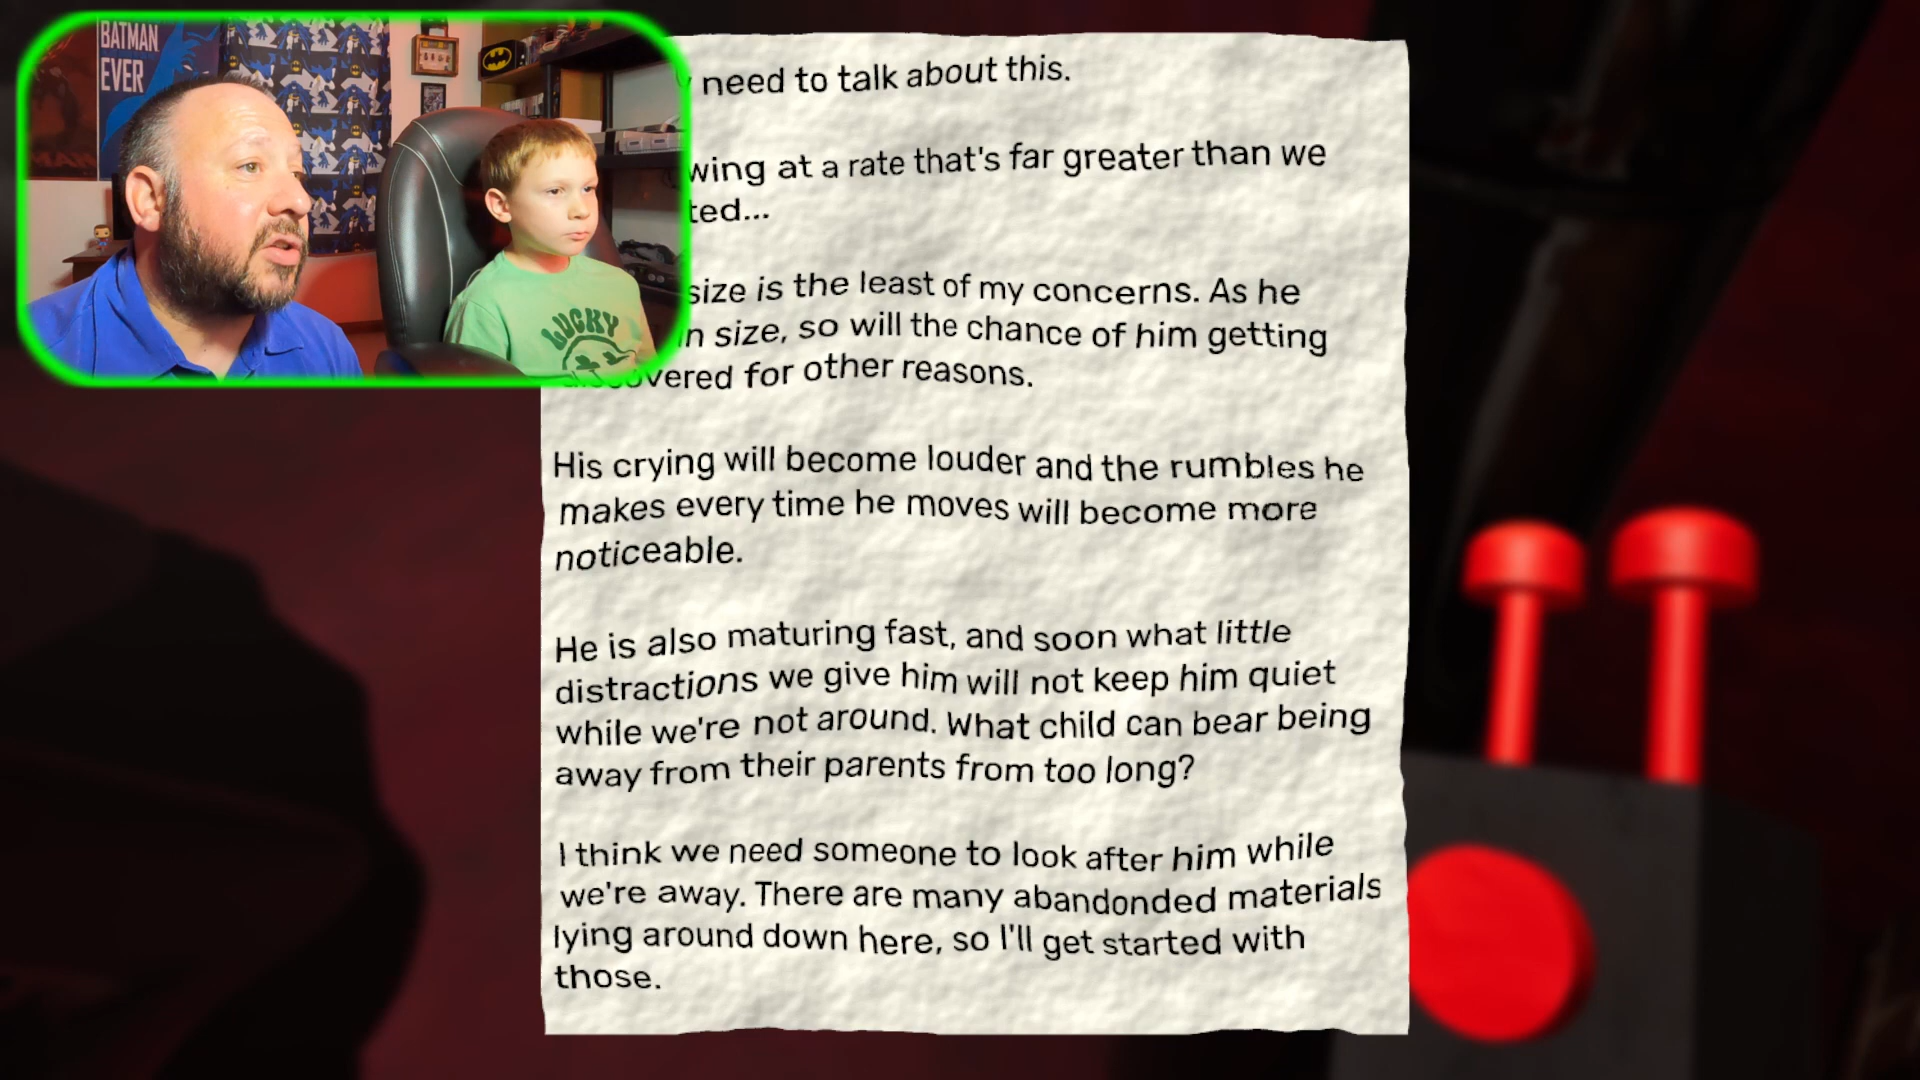 BATMAN
EVER
LUCKY
need to talk about this.
wing at a rate that's far greater than we
ted...
size is the least of my concerns. As he
in size, so will the chance of him getting
discovered for other reasons.
His crying will become louder and the rumbles he
makes every time he moves will become more
noticeable.
He is also maturing fast, and soon what little
distractions we give him will not keep him quiet
while we're not around. What child can bear being
away from their parents from too long?
I think we need someone to look after him while
we're away. There are many abandonded materials
lying around down here, so I'll get started with
those.